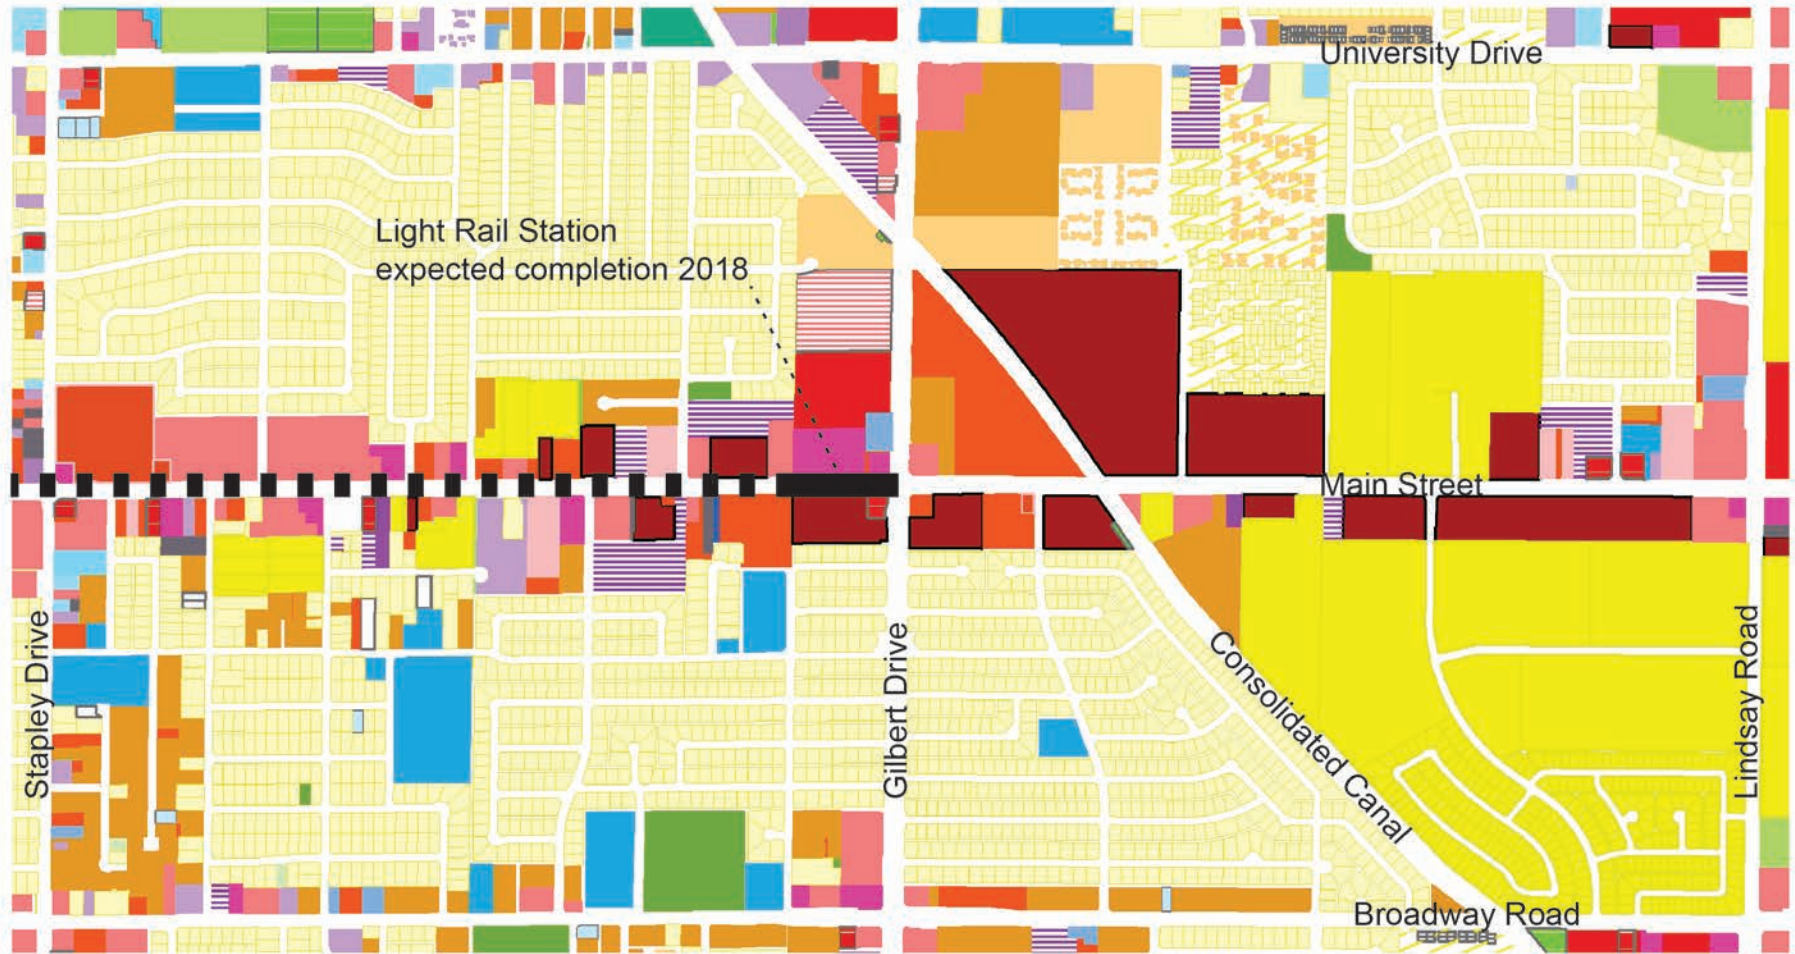 University Drive
Light Rail Station
expected completion 2018
Main Street
Stapley Drive
Gilbert Drive
Consolidated Canal
Lindsay Road
Broadway Road